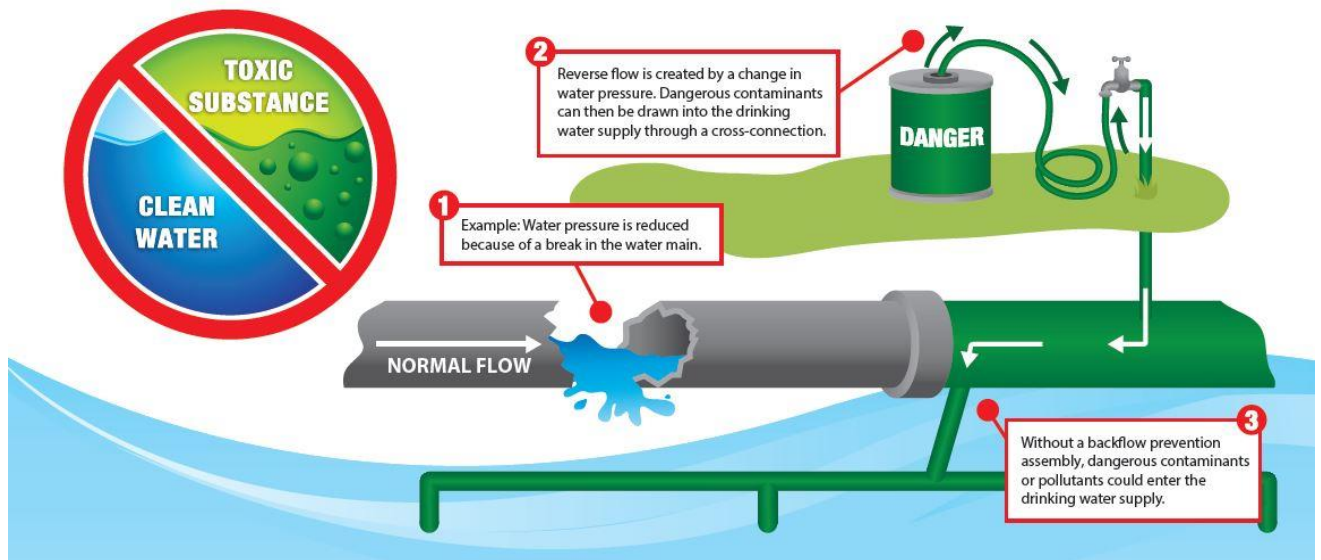 TOXIC
SUBSTANCE
CLEAN
WATER
1
Example: Water pressure is reduced
because of a break in the water main.
2
Reverse flow is created by a change in
water pressure. Dangerous contaminants
can then be drawn into the drinking
water supply through a cross-connection.
DANGER
NORMAL FLOW
3
Without a backflow prevention
assembly, dangerous contaminants
or pollutants could enter the
drinking water supply.